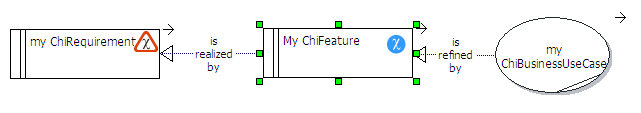 my ChiRequirement χ
is
realized
by
My ChiFeature χ
is
refined
by
my
ChiBusinessUseCase